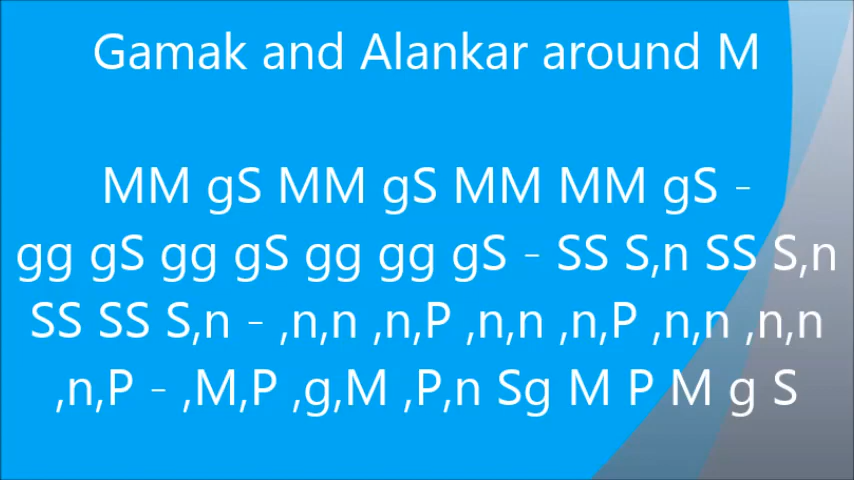 Gamak and Alankar around M
MM gS MM gS MM MM gS -
gg gS gg gS gg gg gS - SS S,n SS S,n
SS SS S,n - ,n,n ,n,P ,n,n ,n,P ,n,n ,n,n
,n,P - ,M,P ,g,M ,P,n Sg M P M g S